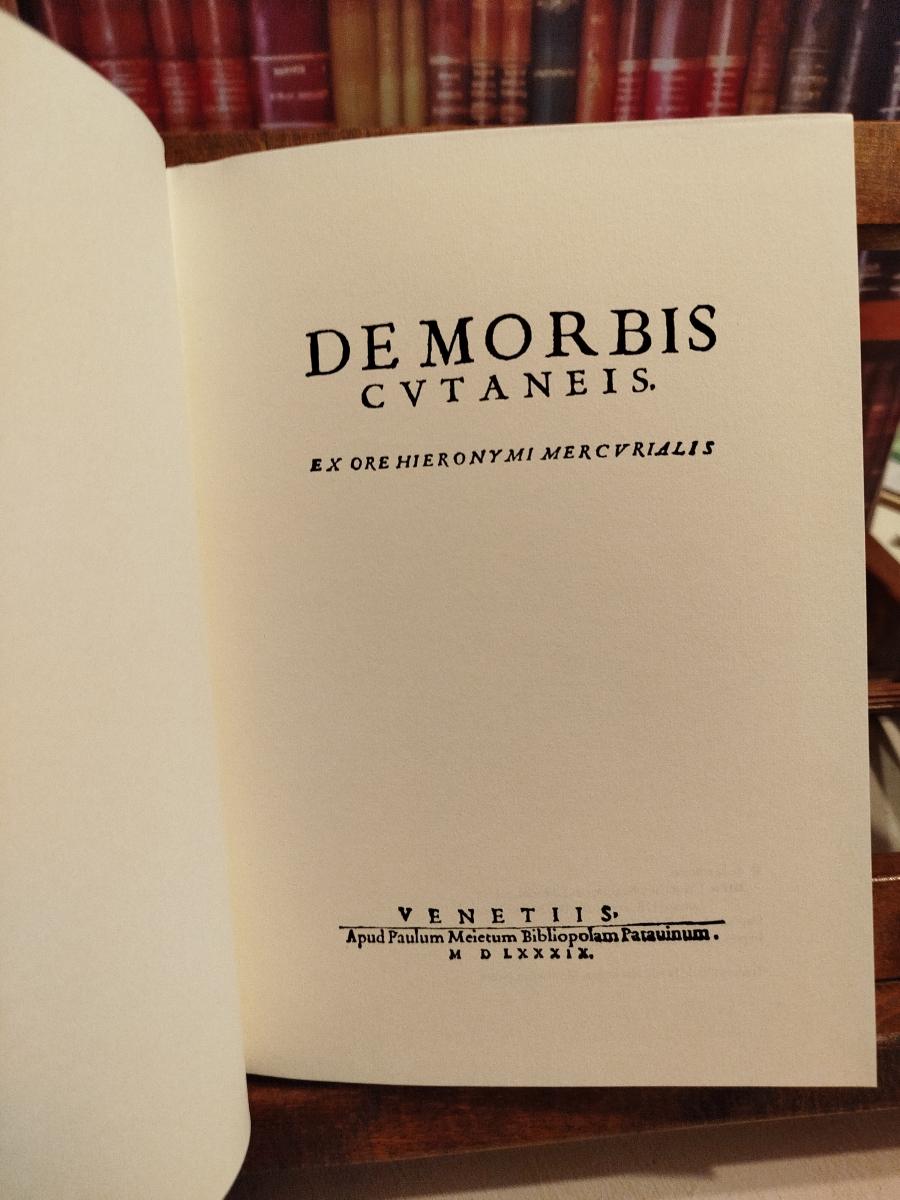 DE MORBIS
CVTANEIS.
EX ORE HIERONYMI MERCVRIALIS
VENETIIS,
Apud Paulum Meietum Bibliopolam Patauinum.
M D LXXXIX.